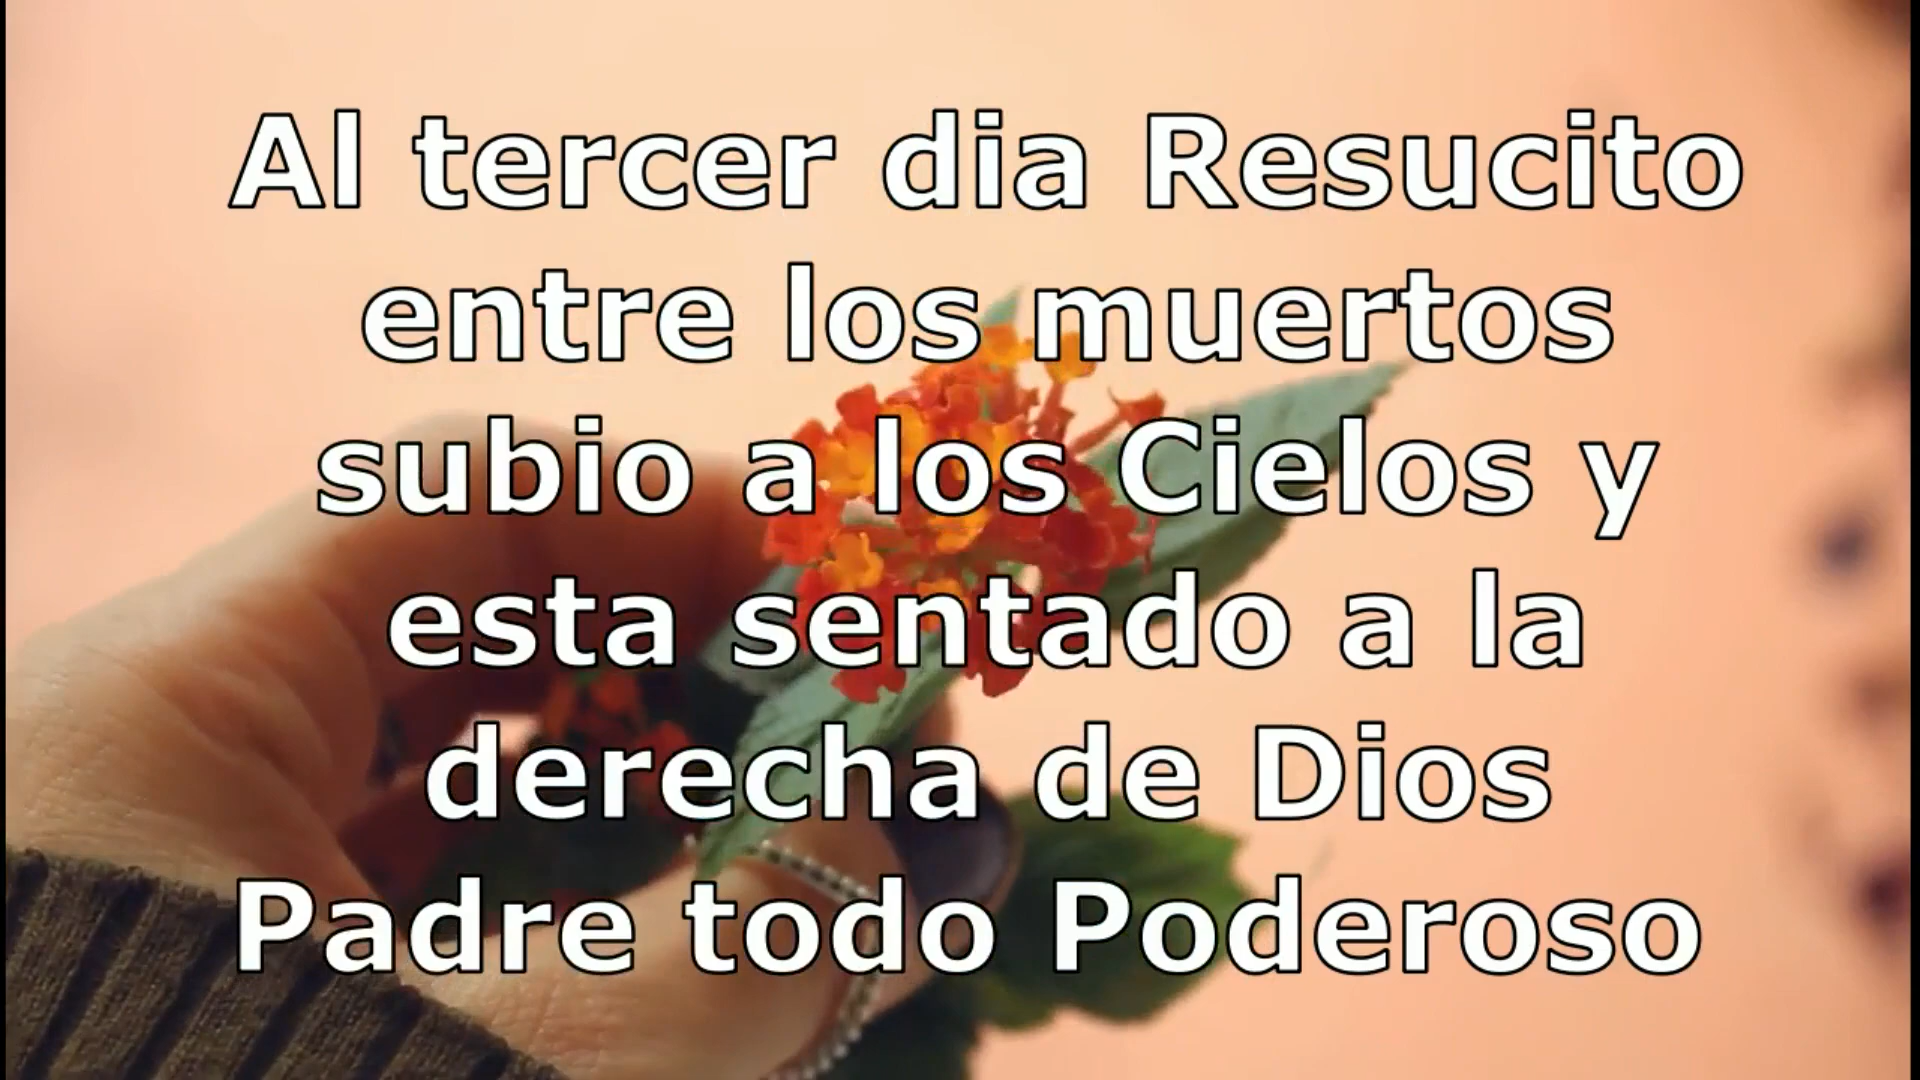 Al tercer dia Resucito
entre los muertos
subio a los Cielos y
esta sentado a la
derecha de Dios
Padre todo Poderoso